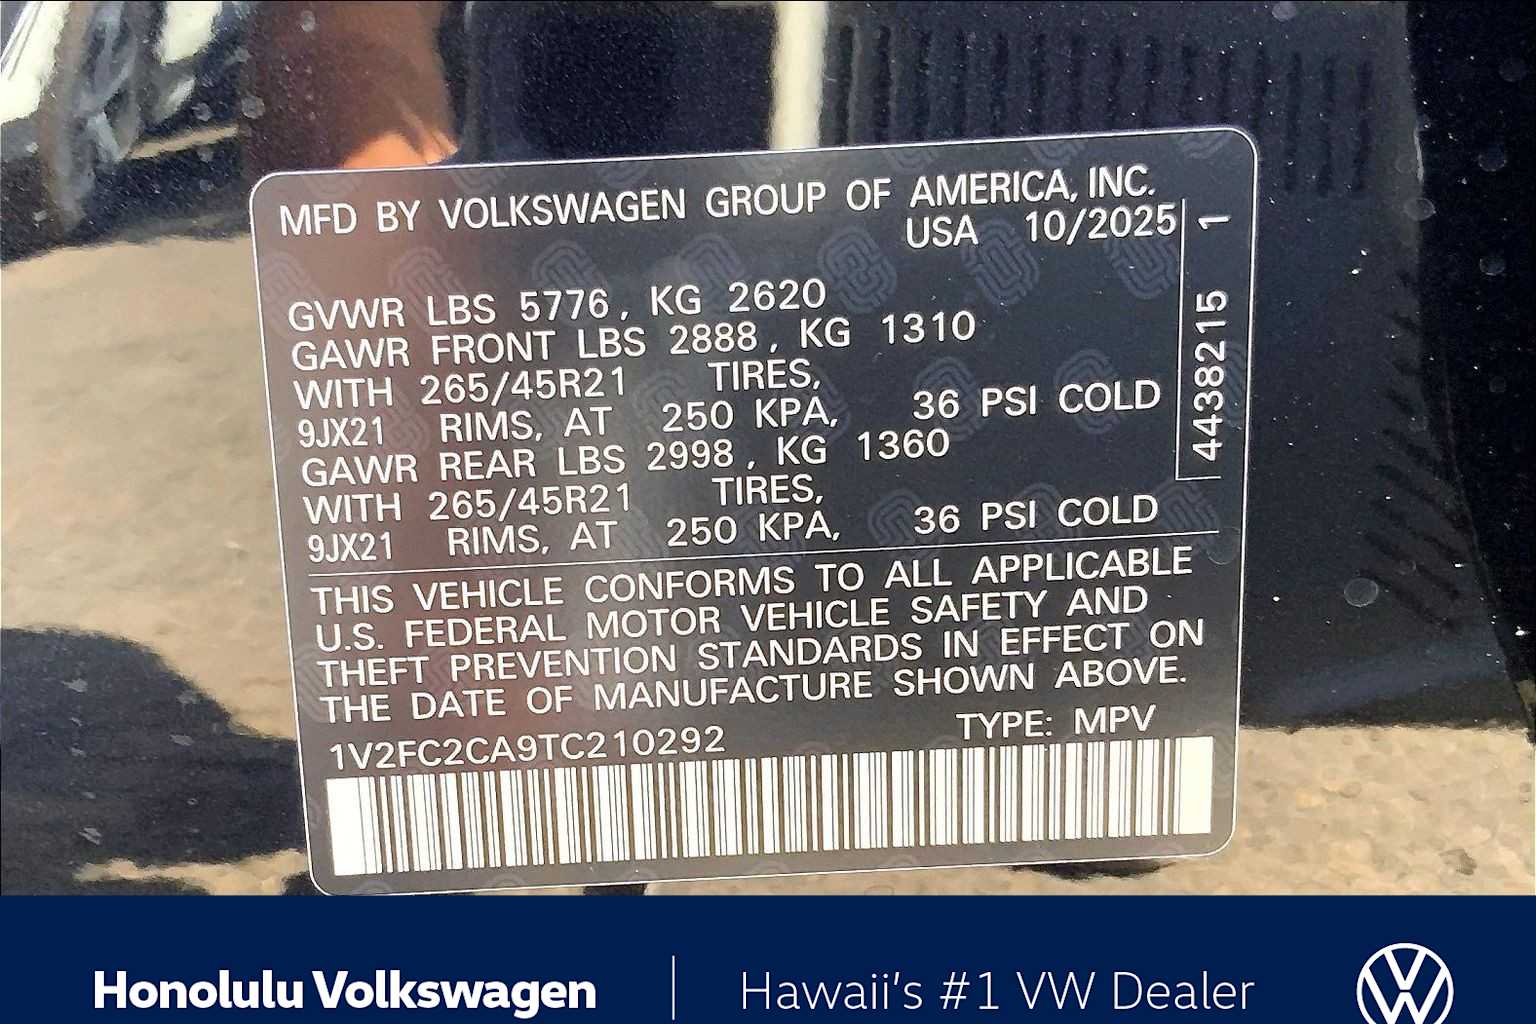 MFD BY VOLKSWAGEN GROUP OF AMERICA, INC.
USA 10/2025
GVWR LBS 5776, KG 2620
GAWR FRONT LBS 2888, KG 1310
WITH 265/45R21 TIRES,
9JX21 RIMS, AT 250 KPA, 36 PSI COLD
GAWR REAR LBS 2998, KG 1360
WITH 265/45R21 TIRES,
9JX21 RIMS, AT 250 KPA, 36 PSI COLD
4438215 1
THIS VEHICLE CONFORMS TO ALL APPLICABLE
U.S. FEDERAL MOTOR VEHICLE SAFETY AND
THEFT PREVENTION STANDARDS IN EFFECT ON
THE DATE OF MANUFACTURE SHOWN ABOVE.
1V2FC2CA9TC210292 TYPE: MPV
Honolulu Volkswagen | Hawaii's #1 VW Dealer